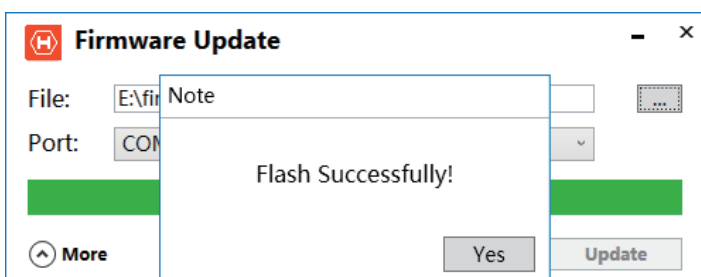 Firmware Update
File: E:\fir
...
Note
Port: COM
Flash Successfully!
More
Yes
Update